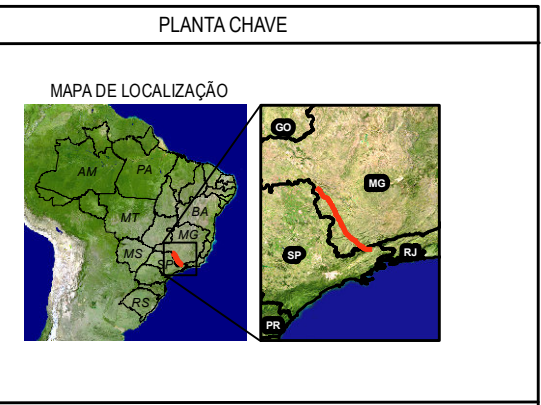 PLANTA CHAVE
MAPA DE LOCALIZAÇÃO
AM
PA
MT
BA
MG
MS
SP
RS
GO
MG
SP
RJ
PR